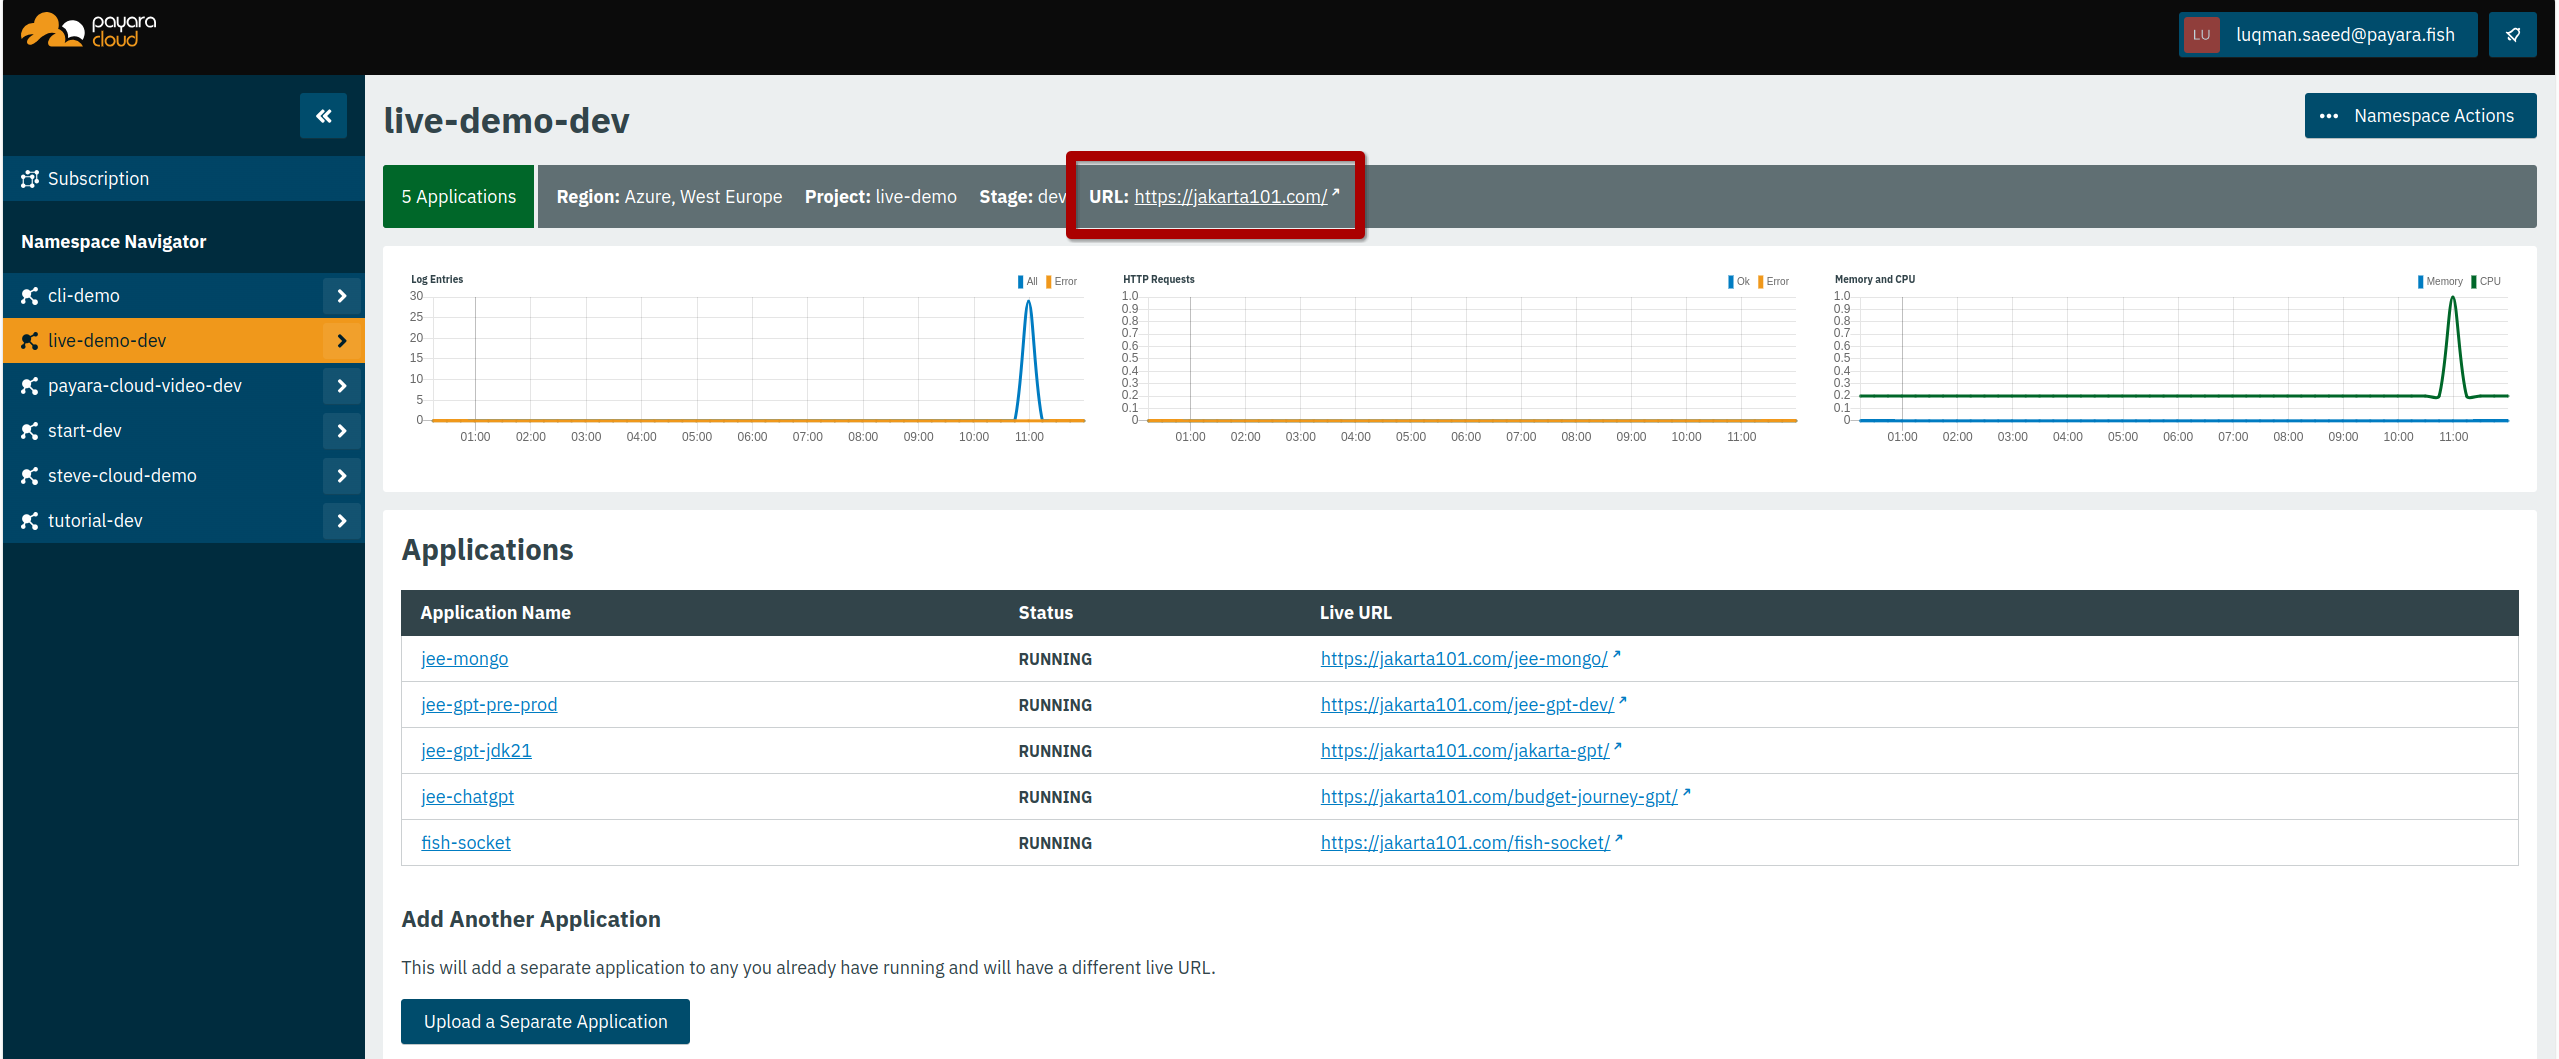 payara
cloud
LU luqman.saeed@payara.fish
live-demo-dev
••• Namespace Actions
Subscription
5 Applications Region: Azure, West Europe Project: live-demo Stage: dev URL: https://jakarta101.com/
Namespace Navigator
cli-demo
live-demo-dev
payara-cloud-video-dev
start-dev
steve-cloud-demo
tutorial-dev
Log Entries All Error
30
25
20
15
10
5
0
01:00 02:00 03:00 04:00 05:00 06:00 07:00 08:00 09:00 10:00 11:00
HTTP Requests Ok Error
1.0
0.9
0.8
0.7
0.6
0.5
0.4
0.3
0.2
0.1
0
01:00 02:00 03:00 04:00 05:00 06:00 07:00 08:00 09:00 10:00 11:00
Memory and CPU Memory CPU
1.0
0.9
0.8
0.7
0.6
0.5
0.4
0.3
0.2
0.1
0
01:00 02:00 03:00 04:00 05:00 06:00 07:00 08:00 09:00 10:00 11:00
Applications
Application Name Status Live URL
jee-mongo RUNNING https://jakarta101.com/jee-mongo/
jee-gpt-pre-prod RUNNING https://jakarta101.com/jee-gpt-dev/
jee-gpt-jdk21 RUNNING https://jakarta101.com/jakarta-gpt/
jee-chatgpt RUNNING https://jakarta101.com/budget-journey-gpt/
fish-socket RUNNING https://jakarta101.com/fish-socket/
Add Another Application
This will add a separate application to any you already have running and will have a different live URL.
Upload a Separate Application